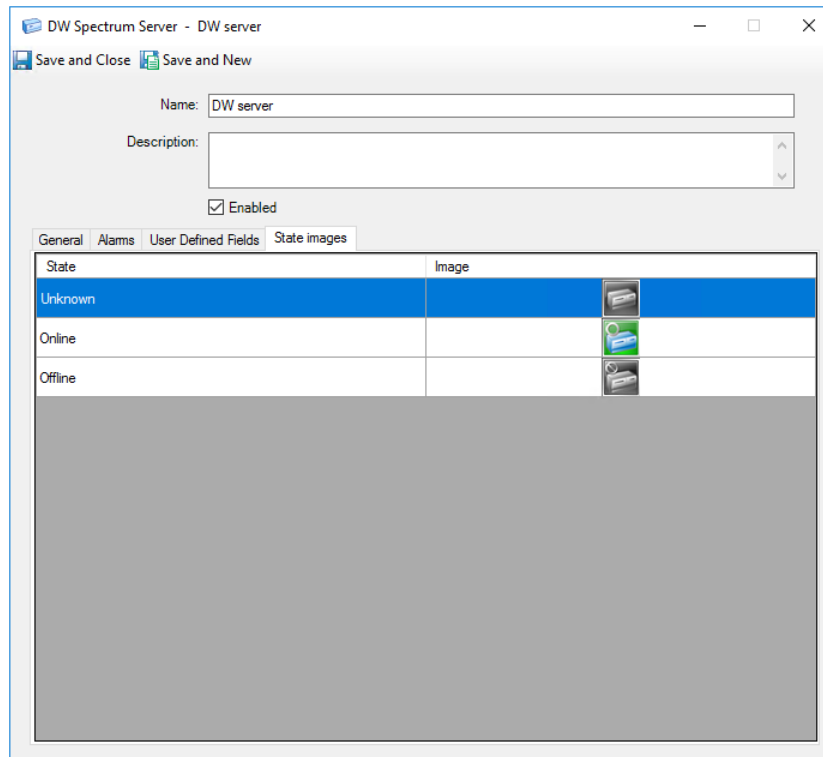 DW Spectrum Server - DW server
Save and Close Save and New
Name: DW server
Description:
Enabled
General Alarms User Defined Fields State images
State Image
Unknown
Online
Offline